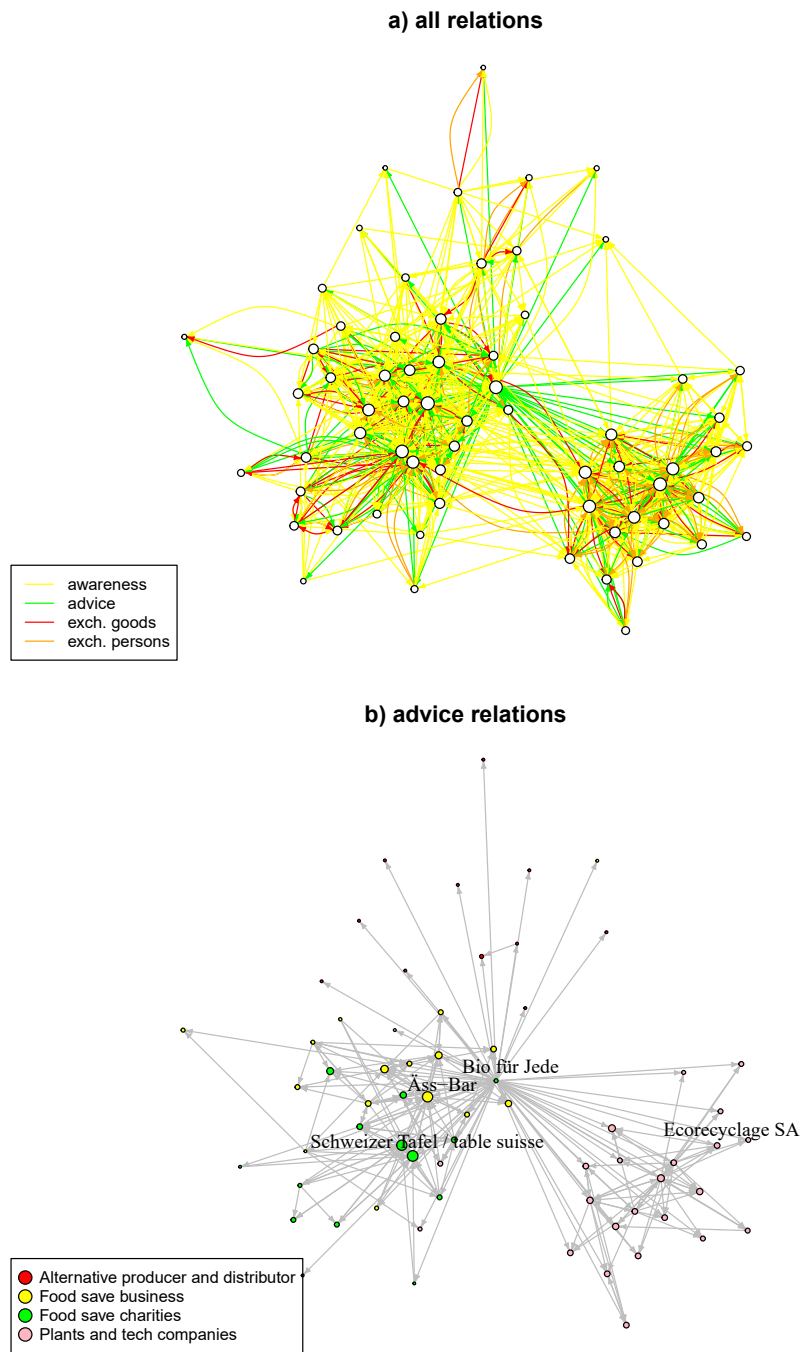 a) all relations
awareness
advice
exch. goods
exch. persons
b) advice relations
Bio für Jede
Äss−Bar
Ecorecyclage SA
Schweizer Tafel / table suisse
Alternative producer and distributor
Food save business
Food save charities
Plants and tech companies